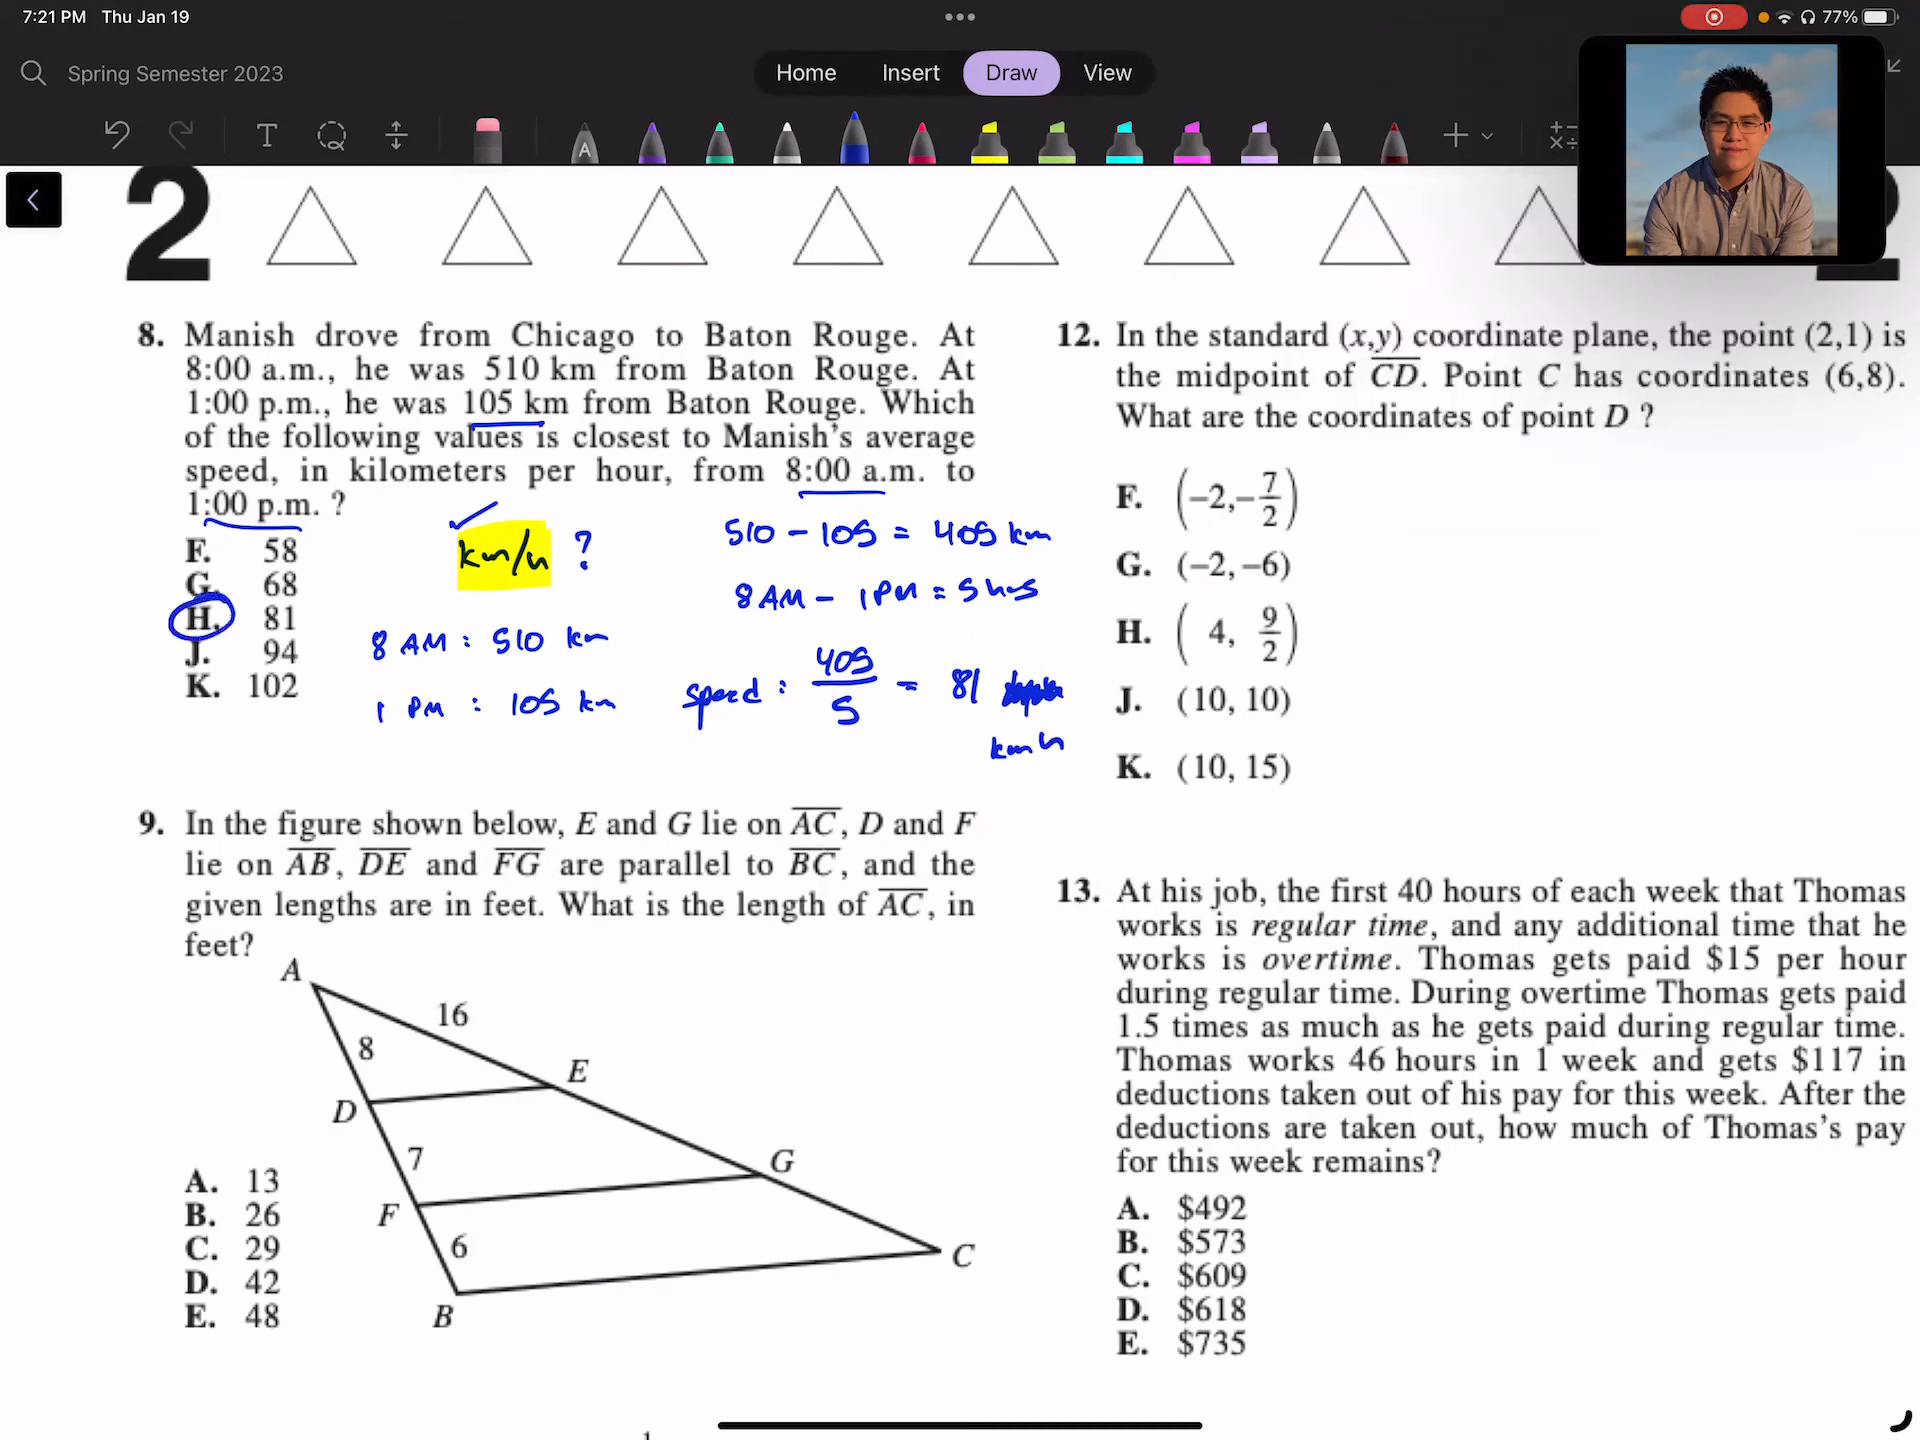 7:21 PM Thu Jan 19
77%
Spring Semester 2023
Home Insert Draw View
2
8. Manish drove from Chicago to Baton Rouge. At
8:00 a.m., he was 510 km from Baton Rouge. At
1:00 p.m., he was 105 km from Baton Rouge. Which
of the following values is closest to Manish's average
speed, in kilometers per hour, from 8:00 a.m. to
1:00 p.m. ?
F. 58
G. 68
H. 81
J. 94
K. 102
km/h ?
8 AM : 510 km
1 PM : 105 km
510 – 105 = 405 km
8 AM – 1 PM = 5 hrs
speed : 405/5 = 81
km h
9. In the figure shown below, E and G lie on AC, D and F
lie on AB, DE and FG are parallel to BC, and the
given lengths are in feet. What is the length of AC, in
feet?
A
16
8
E
D
7
G
F
6
C
B
A. 13
B. 26
C. 29
D. 42
E. 48
12. In the standard (x,y) coordinate plane, the point (2,1) is
the midpoint of CD. Point C has coordinates (6,8).
What are the coordinates of point D ?
F. (–2,–7/2)
G. (–2,–6)
H. ( 4, 9/2)
J. (10, 10)
K. (10, 15)
13. At his job, the first 40 hours of each week that Thomas
works is regular time, and any additional time that he
works is overtime. Thomas gets paid $15 per hour
during regular time. During overtime Thomas gets paid
1.5 times as much as he gets paid during regular time.
Thomas works 46 hours in 1 week and gets $117 in
deductions taken out of his pay for this week. After the
deductions are taken out, how much of Thomas's pay
for this week remains?
A. $492
B. $573
C. $609
D. $618
E. $735